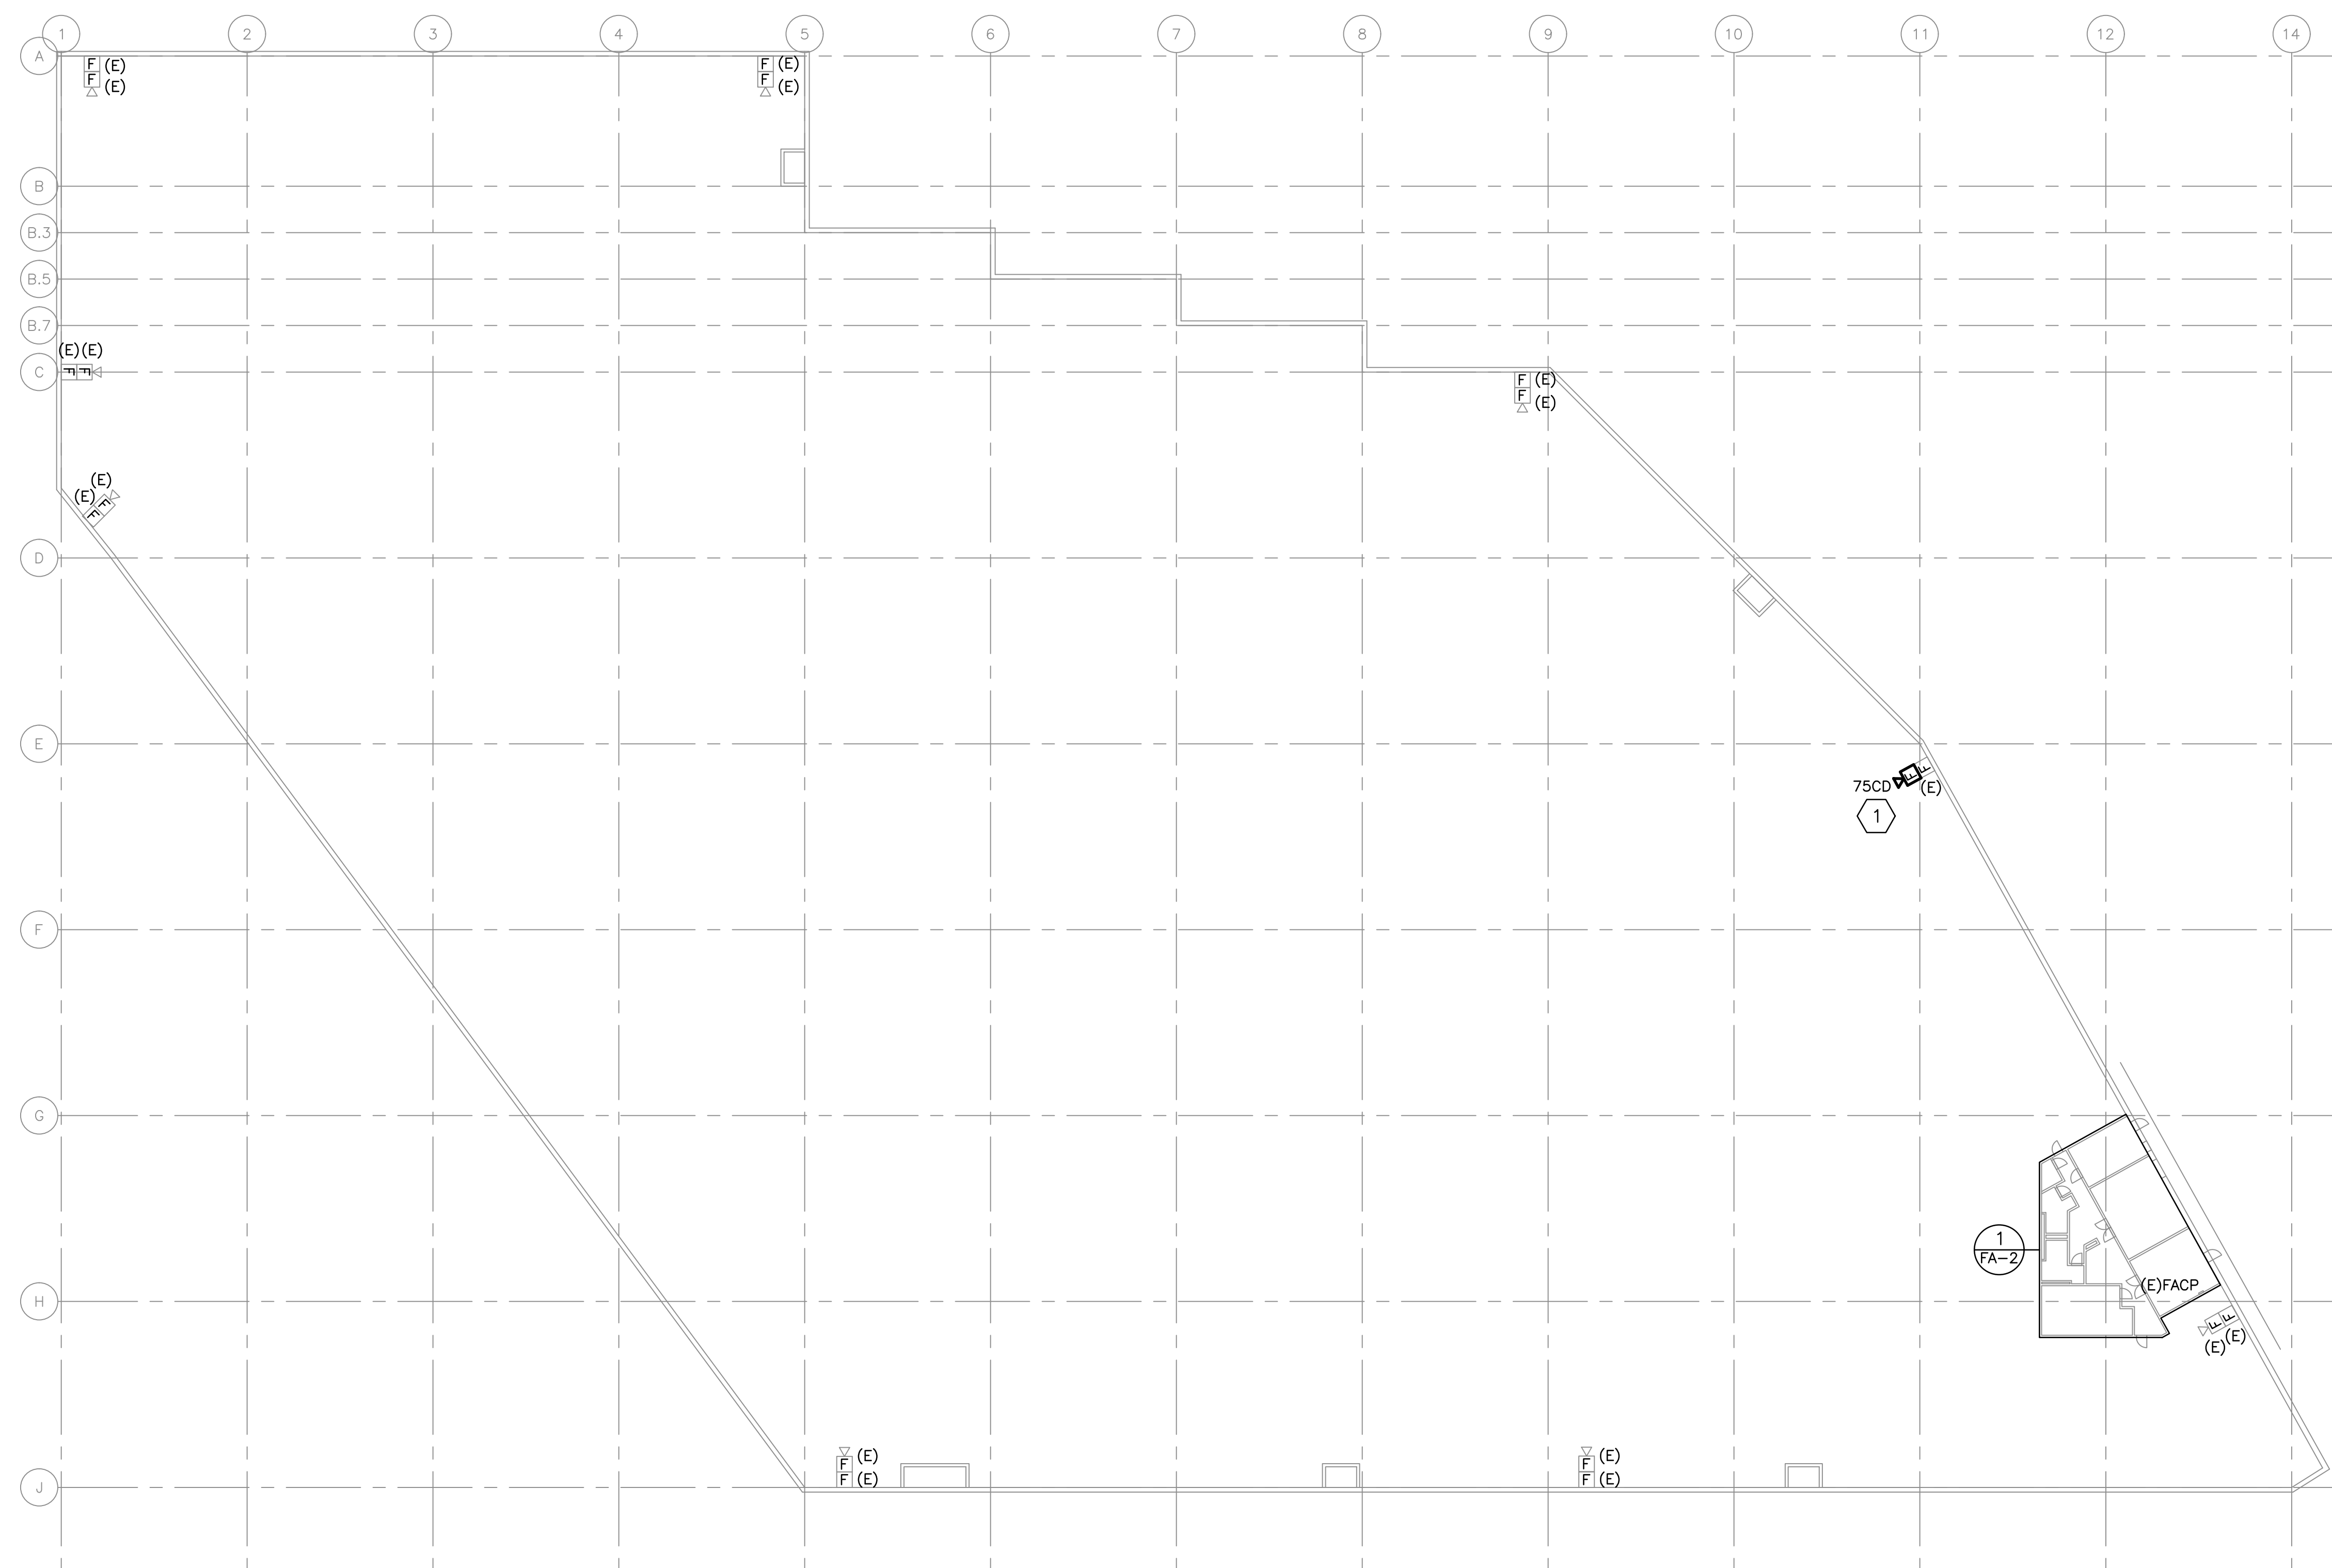 1 2 3 4 5 6 7 8 9 10 11 12 14
A
F (E) F (E)
F (E) F (E)
B
B.3
B.5
B.7
(E) (E)
C
F F
F (E)
F (E)
(E)
(E)
F
F
D
E
F F
75CD (E)
1
F
G
1
FA-2
(E)FACP
H
F F
(E) (E)
F (E) F (E)
F (E) F (E)
J